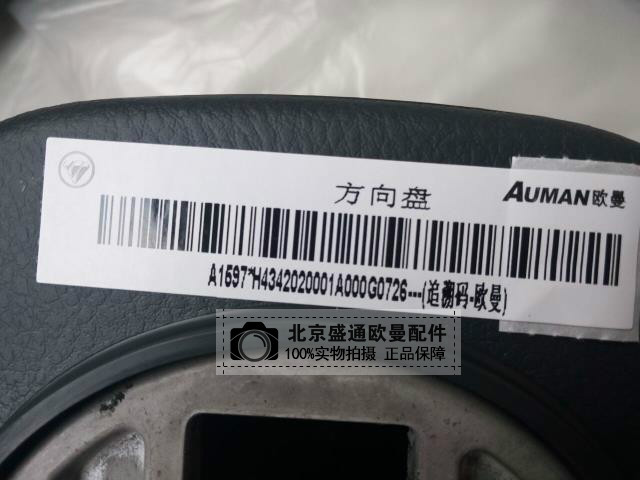 方向盘
AUMAN欧曼
A1597*H4342020001A000G0726---(追溯码-欧曼)
北京盛通欧曼配件
100%实物拍摄 正品保障